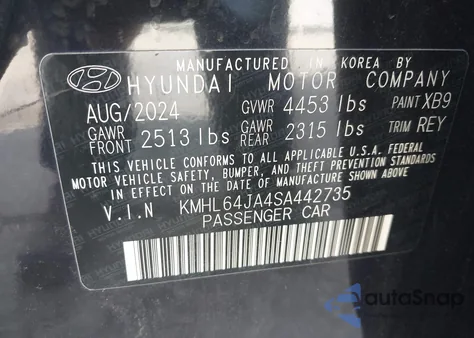 MANUFACTURED IN KOREA BY
HYUNDAI MOTOR COMPANY
AUG/2024 GVWR 4453 lbs PAINT XB9
GAWR FRONT 2513 lbs GAWR REAR 2315 lbs TRIM REY
THIS VEHICLE CONFORMS TO ALL APPLICABLE U.S.A. FEDERAL
MOTOR VEHICLE SAFETY, BUMPER, AND THEFT PREVENTION STANDARDS
IN EFFECT ON THE DATE OF MANUFACTURE SHOWN ABOVE.
V.I.N KMHL64JA4SA442735
PASSENGER CAR
autoSnap